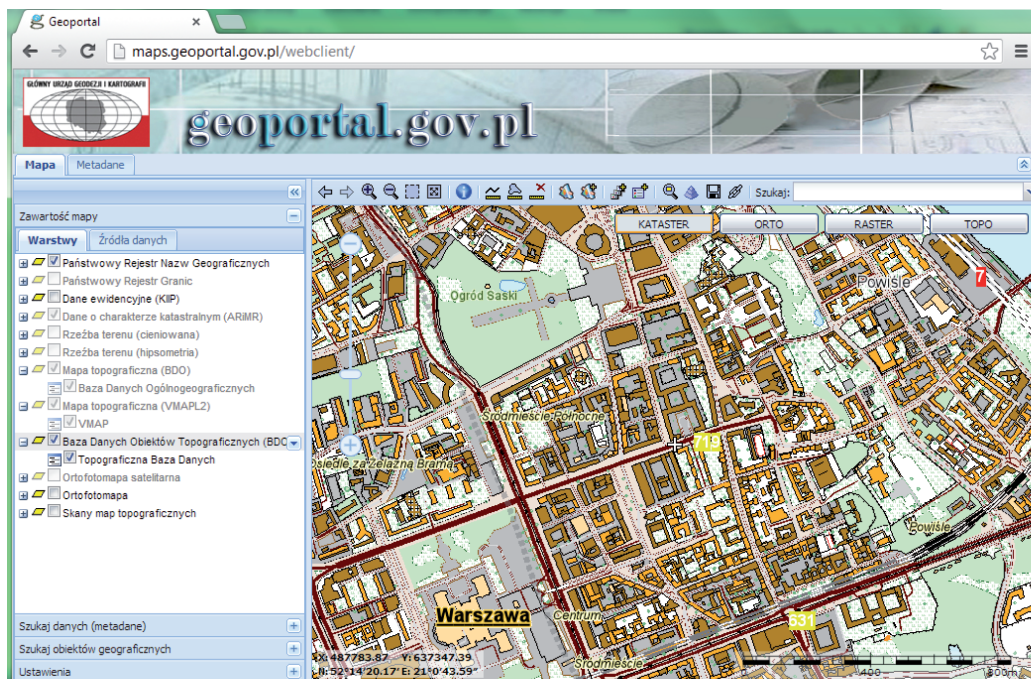 Geoportal
maps.geoportal.gov.pl/webclient/
GŁÓWNY URZĄD GEODEZJI I KARTOGRAFII
geoportal.gov.pl
Mapa Metadane
Szukaj:
Zawartość mapy
Warstwy Źródła danych
Państwowy Rejestr Nazw Geograficznych
Państwowy Rejestr Granic
Dane ewidencyjne (KIIP)
Dane o charakterze katastralnym (ARiMR)
Rzeźba terenu (cieniowana)
Rzeźba terenu (hipsometria)
Mapa topograficzna (BDO)
Baza Danych Ogólnogeograficznych
Mapa topograficzna (VMAPL2)
VMAP
Baza Danych Obiektów Topograficznych (BDO
Topograficzna Baza Danych
Ortofotomapa satelitarna
Ortofotomapa
Skany map topograficznych
Szukaj danych (metadane)
Szukaj obiektów geograficznych
Ustawienia
KATASTER ORTO RASTER TOPO
Ogród Saski
Powiśle
7
Śródmieście Północne
719
osiedle za Żelazną Bramą
Powiśle
Warszawa
Centrum
631
Śródmieście
X: 487783.87 Y: 637347.39
N: 52°14'20.17" E: 21°0'43.59"
0 400 800m